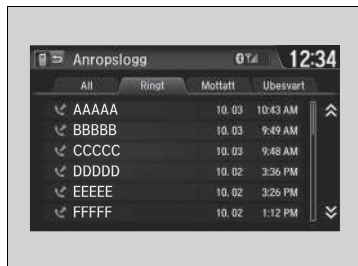 Anropslogg 12:34
All Ringt Mottatt Ubesvart
AAAAA 10. 03 10:43 AM
BBBBB 10. 03 9:49 AM
CCCCC 10. 03 9:48 AM
DDDDD 10. 02 3:36 PM
EEEEE 10. 02 3:26 PM
FFFFF 10. 02 1:12 PM